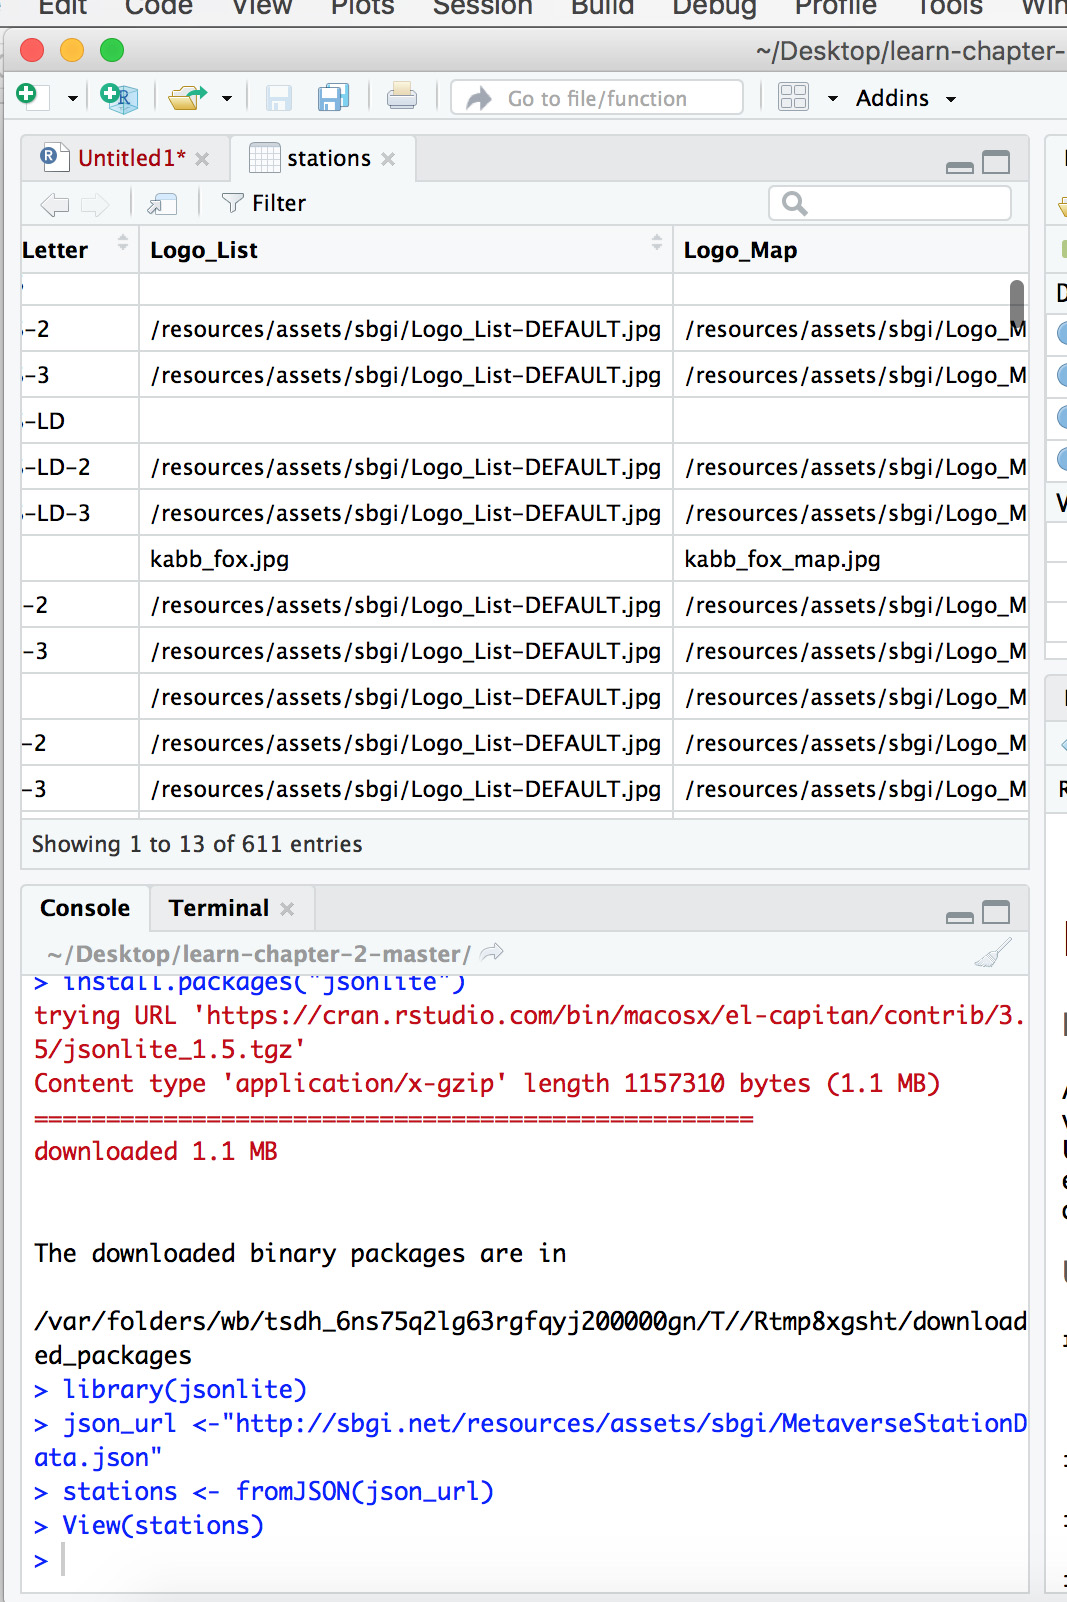 Edit Code View Plots Session Build Debug Profile Tools
~/Desktop/learn-chapter-
Go to file/function Addins
Untitled1* stations
Filter
Letter Logo_List Logo_Map
-2 /resources/assets/sbgi/Logo_List-DEFAULT.jpg /resources/assets/sbgi/Logo_M
-3 /resources/assets/sbgi/Logo_List-DEFAULT.jpg /resources/assets/sbgi/Logo_M
-LD
-LD-2 /resources/assets/sbgi/Logo_List-DEFAULT.jpg /resources/assets/sbgi/Logo_M
-LD-3 /resources/assets/sbgi/Logo_List-DEFAULT.jpg /resources/assets/sbgi/Logo_M
kabb_fox.jpg kabb_fox_map.jpg
-2 /resources/assets/sbgi/Logo_List-DEFAULT.jpg /resources/assets/sbgi/Logo_M
-3 /resources/assets/sbgi/Logo_List-DEFAULT.jpg /resources/assets/sbgi/Logo_M
/resources/assets/sbgi/Logo_List-DEFAULT.jpg /resources/assets/sbgi/Logo_M
-2 /resources/assets/sbgi/Logo_List-DEFAULT.jpg /resources/assets/sbgi/Logo_M
-3 /resources/assets/sbgi/Logo_List-DEFAULT.jpg /resources/assets/sbgi/Logo_M
Showing 1 to 13 of 611 entries
Console Terminal
~/Desktop/learn-chapter-2-master/
> install.packages("jsonlite")
trying URL 'https://cran.rstudio.com/bin/macosx/el-capitan/contrib/3.
5/jsonlite_1.5.tgz'
Content type 'application/x-gzip' length 1157310 bytes (1.1 MB)
==================================================
downloaded 1.1 MB
The downloaded binary packages are in
/var/folders/wb/tsdh_6ns75q2lg63rgfqyj200000gn/T//Rtmp8xgsht/download
ed_packages
> library(jsonlite)
> json_url <-"http://sbgi.net/resources/assets/sbgi/MetaverseStationD
ata.json"
> stations <- fromJSON(json_url)
> View(stations)
>